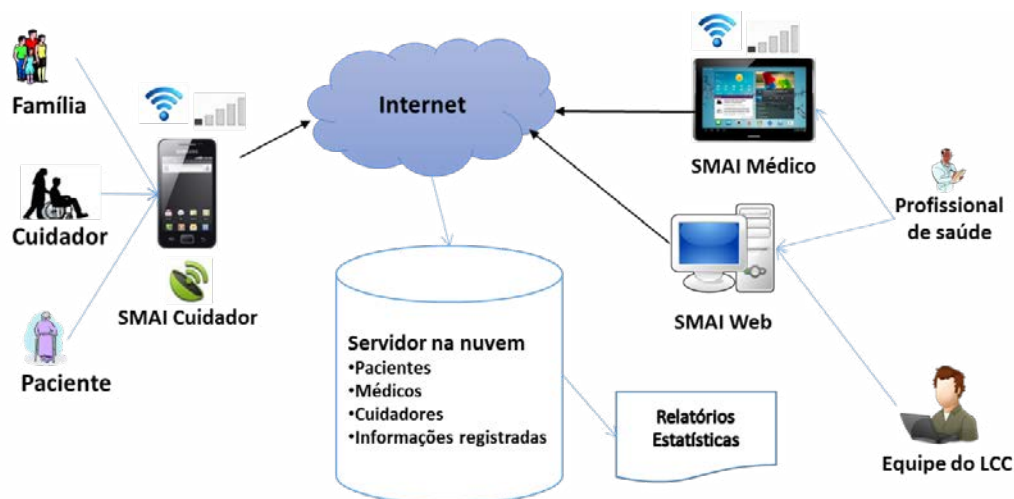 Família
Cuidador
Paciente
SMAI Cuidador
Internet
Servidor na nuvem
•Pacientes
•Médicos
•Cuidadores
•Informações registradas
Relatórios
Estatísticas
SMAI Médico
SMAI Web
Profissional
de saúde
Equipe do LCC